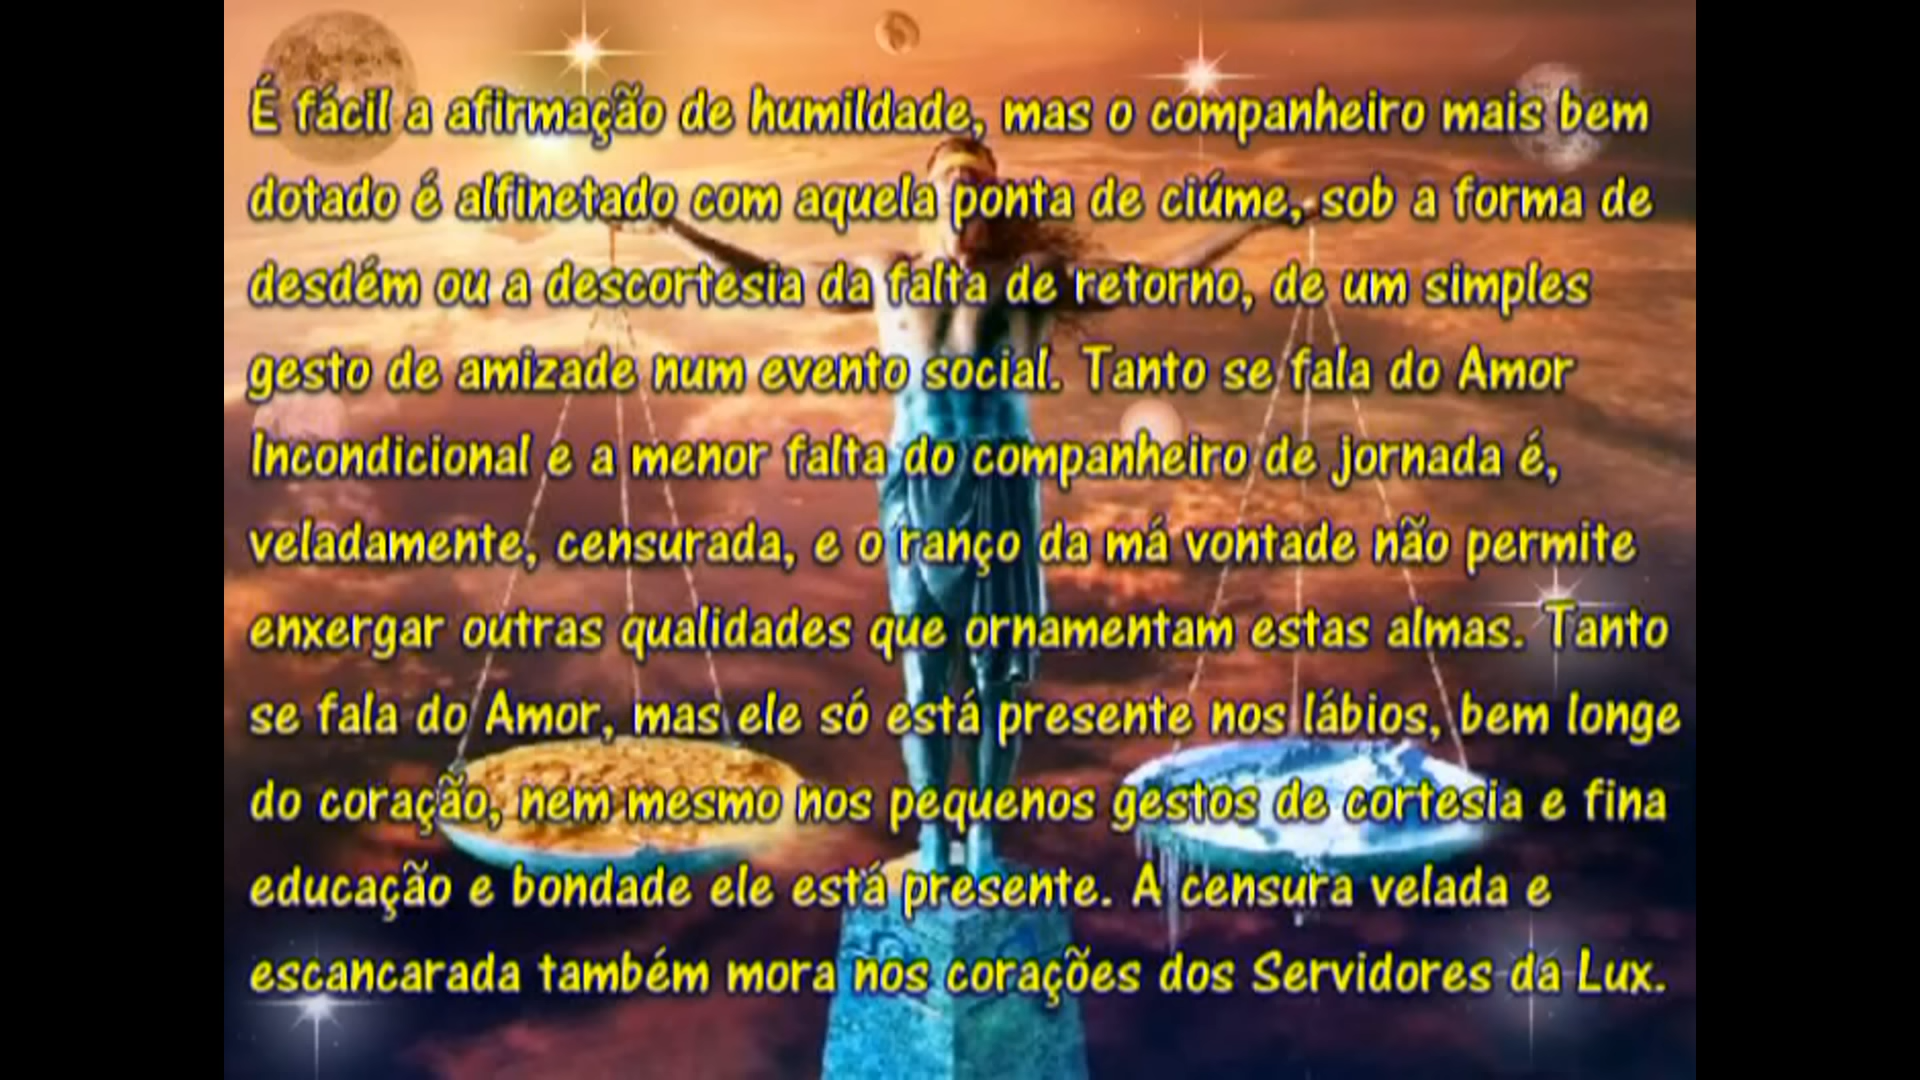 É fácil a afirmação de humildade, mas o companheiro mais bem
dotado é alfinetado com aquela ponta de ciúme, sob a forma de
desdém ou a descortesia da falta de retorno, de um simples
gesto de amizade num evento social. Tanto se fala do Amor
Incondicional e a menor falta do companheiro de jornada é,
veladamente, censurada, e o ranço da má vontade não permite
enxergar outras qualidades que ornamentam estas almas. Tanto
se fala do Amor, mas ele só está presente nos lábios, bem longe
do coração, nem mesmo nos pequenos gestos de cortesia e fina
educação e bondade ele está presente. A censura velada e
escancarada também mora nos corações dos Servidores da Lux.